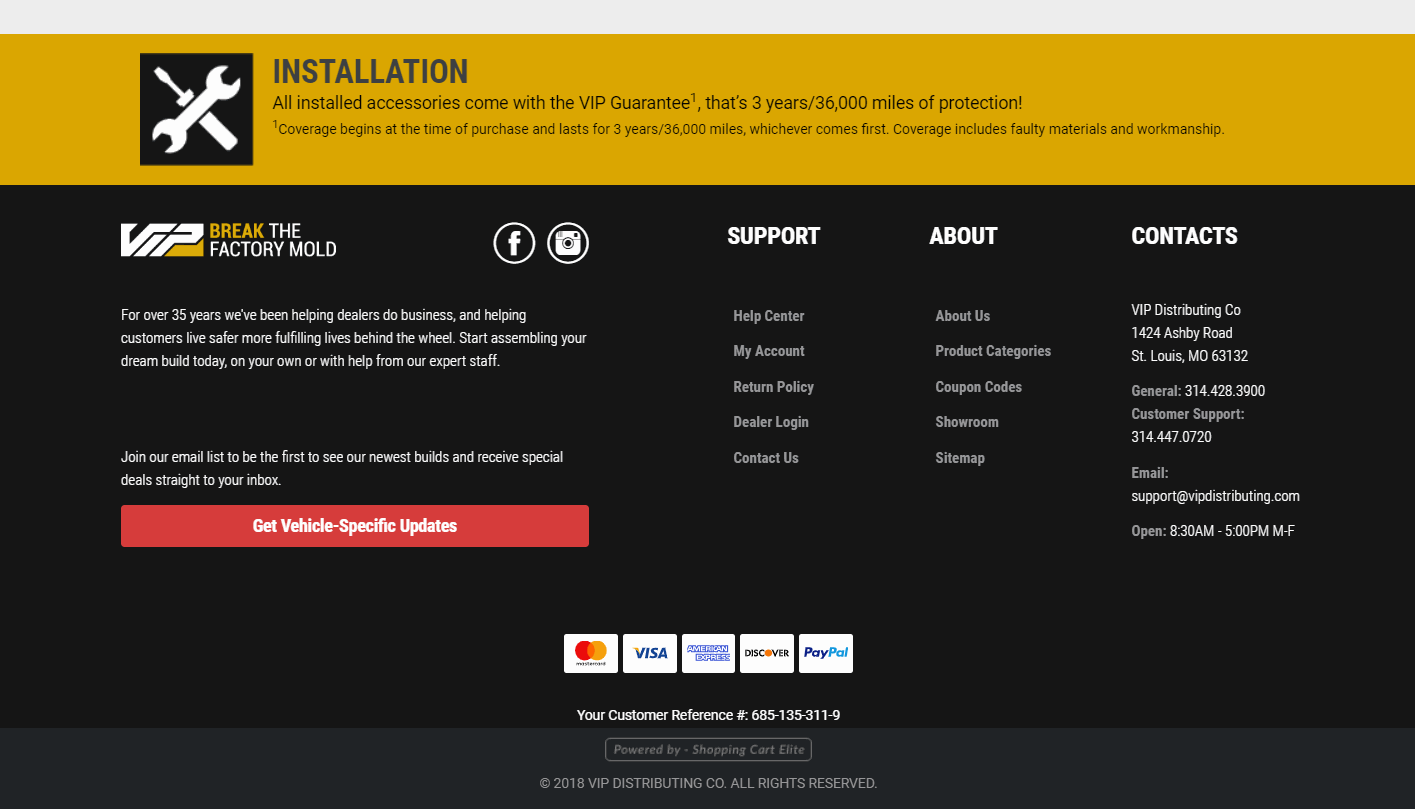 INSTALLATION
All installed accessories come with the VIP Guarantee¹, that’s 3 years/36,000 miles of protection!
¹Coverage begins at the time of purchase and lasts for 3 years/36,000 miles, whichever comes first. Coverage includes faulty materials and workmanship.
VIP BREAK THE
FACTORY MOLD
f
For over 35 years we've been helping dealers do business, and helping
customers live safer more fulfilling lives behind the wheel. Start assembling your
dream build today, on your own or with help from our expert staff.
Join our email list to be the first to see our newest builds and receive special
deals straight to your inbox.
Get Vehicle-Specific Updates
SUPPORT
Help Center
My Account
Return Policy
Dealer Login
Contact Us
ABOUT
About Us
Product Categories
Coupon Codes
Showroom
Sitemap
CONTACTS
VIP Distributing Co
1424 Ashby Road
St. Louis, MO 63132
General: 314.428.3900
Customer Support:
314.447.0720
Email:
support@vipdistributing.com
Open: 8:30AM - 5:00PM M-F
mastercard VISA AMERICAN EXPRESS DISCOVER PayPal
Your Customer Reference #: 685-135-311-9
Powered by - Shopping Cart Elite
© 2018 VIP DISTRIBUTING CO. ALL RIGHTS RESERVED.